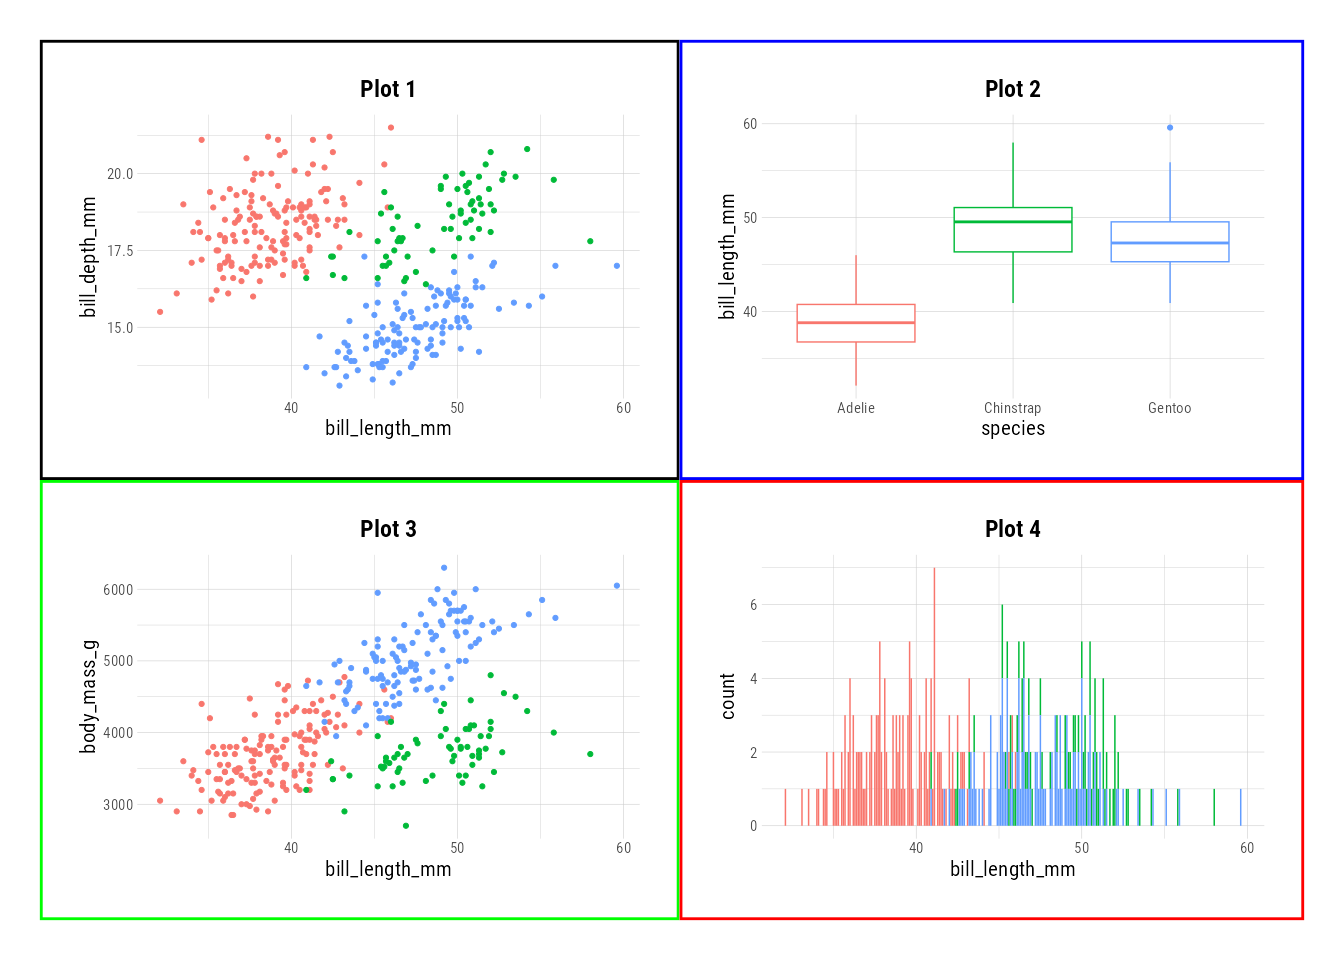 Plot 1
bill_depth_mm
20.0
17.5
15.0
40 50 60
bill_length_mm
Plot 2
bill_length_mm
60
50
40
Adelie Chinstrap Gentoo
species
Plot 3
body_mass_g
6000
5000
4000
3000
40 50 60
bill_length_mm
Plot 4
count
6
4
2
0
40 50 60
bill_length_mm